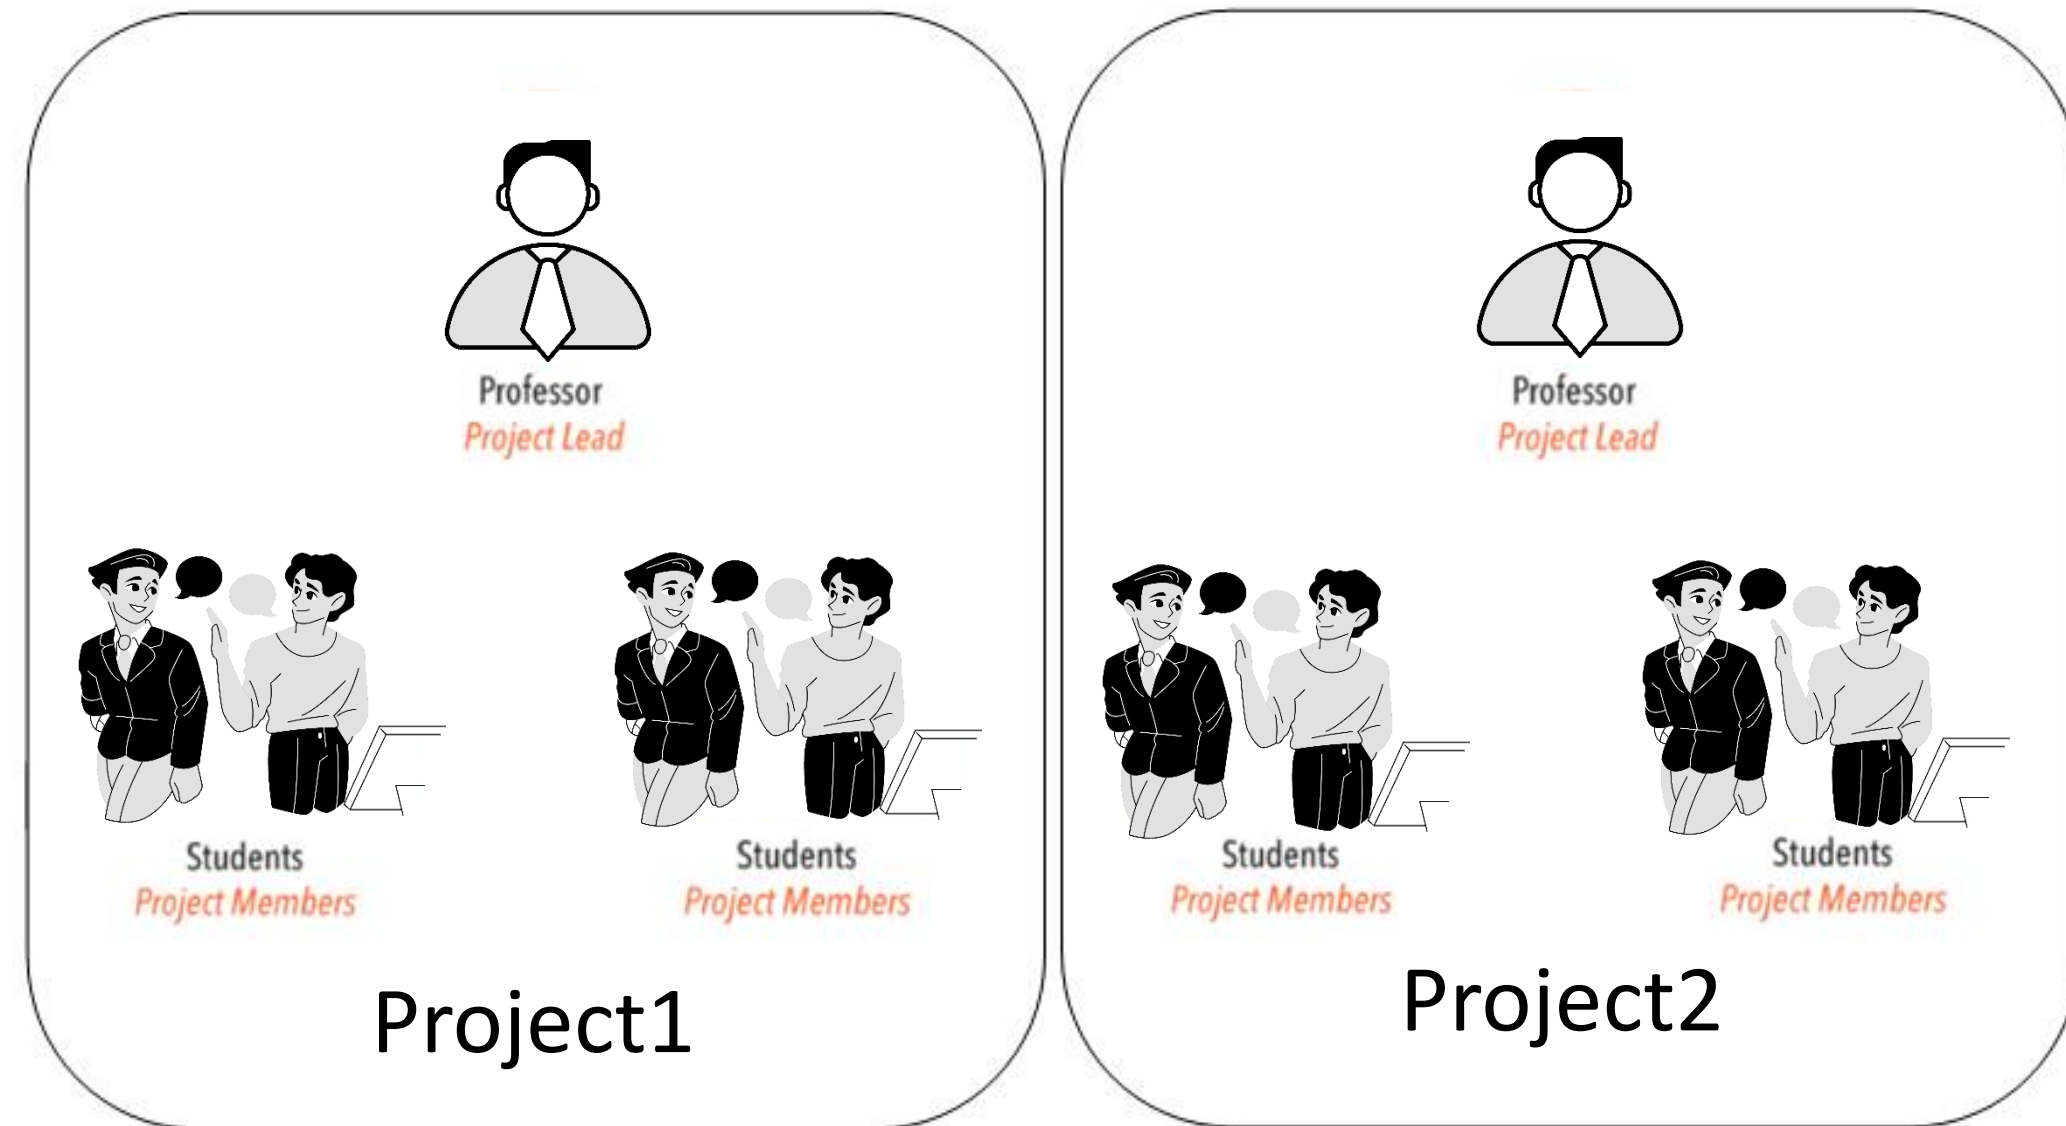 Professor
Project Lead
Students
Project Members
Students
Project Members
Project1
Professor
Project Lead
Students
Project Members
Students
Project Members
Project2